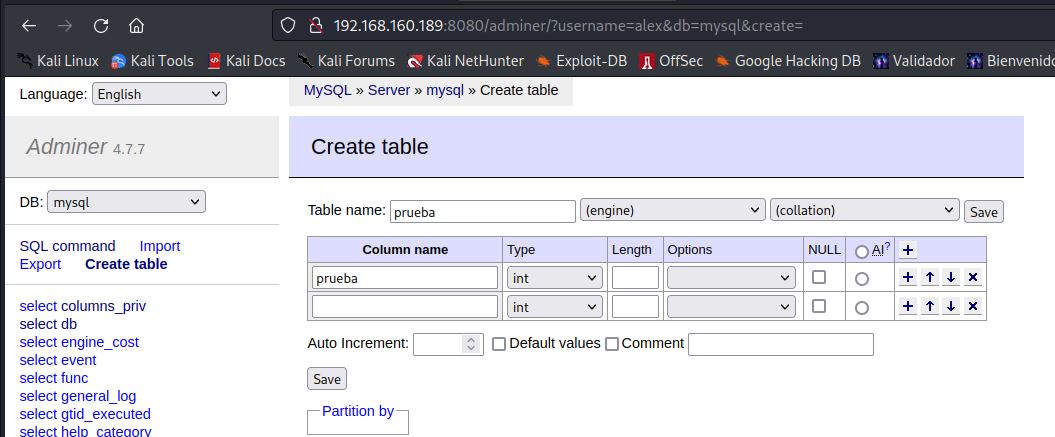 192.168.160.189:8080/adminer/?username=alex&db=mysql&create=
Kali Linux Kali Tools Kali Docs Kali Forums Kali NetHunter Exploit-DB OffSec Google Hacking DB Validador Bienvenido
Language: English
MySQL » Server » mysql » Create table
Adminer 4.7.7
Create table
DB: mysql
Table name: prueba (engine) (collation) Save
SQL command Import
Export Create table
Column name Type Length Options NULL AI?
prueba int
int
select columns_priv
select db
select engine_cost
select event
select func
select general_log
select gtid_executed
select help_category
Auto Increment: Default values Comment
Save
Partition by